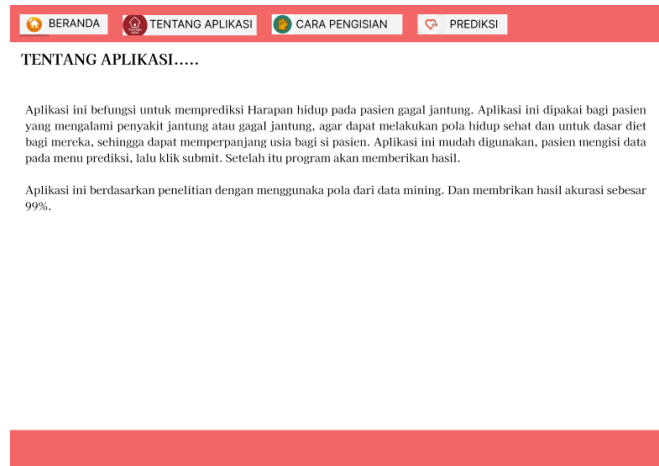 BERANDA TENTANG APLIKASI CARA PENGISIAN PREDIKSI
TENTANG APLIKASI.....
Aplikasi ini befungsi untuk memprediksi Harapan hidup pada pasien gagal jantung. Aplikasi ini dipakai bagi pasien
yang mengalami penyakit jantung atau gagal jantung, agar dapat melakukan pola hidup sehat dan untuk dasar diet
bagi mereka, sehingga dapat memperpanjang usia bagi si pasien. Aplikasi ini mudah digunakan, pasien mengisi data
pada menu prediksi, lalu klik submit. Setelah itu program akan memberikan hasil.
Aplikasi ini berdasarkan penelitian dengan menggunaka pola dari data mining. Dan membrikan hasil akurasi sebesar
99%.